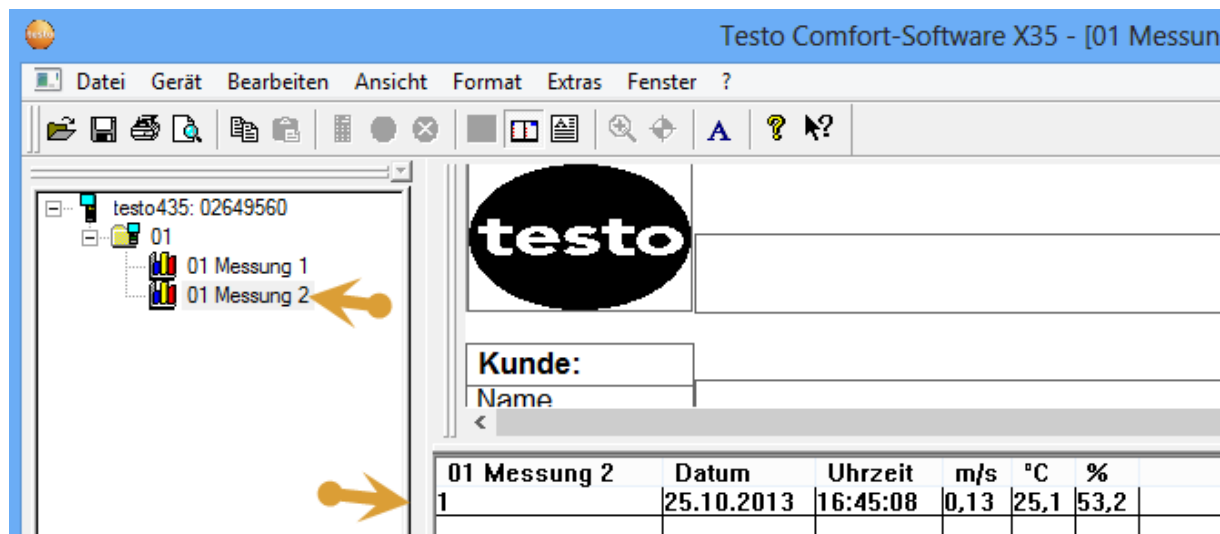 testo
Testo Comfort-Software X35 - [01 Messun
Datei Gerät Bearbeiten Ansicht Format Extras Fenster ?
A ? ?
testo435: 02649560
01
01 Messung 1
01 Messung 2
testo
Kunde:
Name
01 Messung 2 Datum Uhrzeit m/s °C %
1 25.10.2013 16:45:08 0,13 25,1 53,2